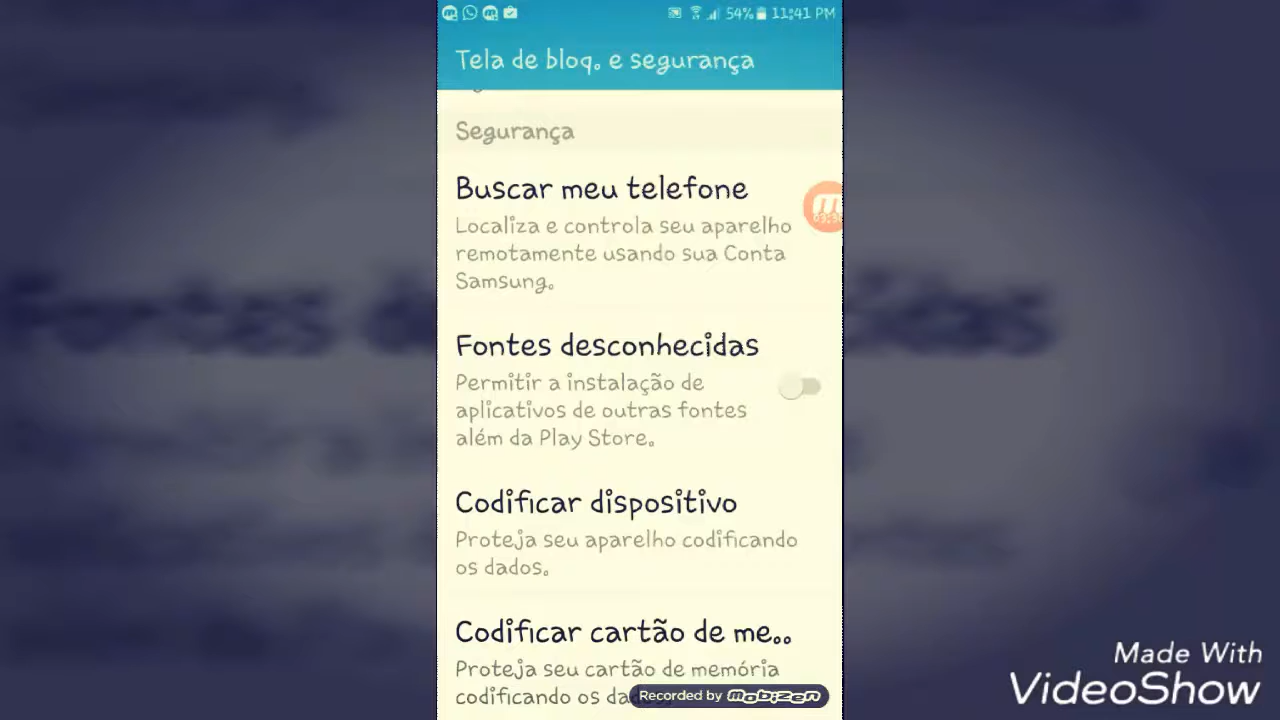 54% 11:41 PM
Tela de bloq. e segurança
Segurança
Buscar meu telefone
Localiza e controla seu aparelho
remotamente usando sua Conta
Samsung.
Fontes desconhecidas
Permitir a instalação de
aplicativos de outras fontes
além da Play Store.
Codificar dispositivo
Proteja seu aparelho codificando
os dados.
Codificar cartão de me..
Proteja seu cartão de memória
codificando os da
Recorded by mobizen
Made With
VideoShow